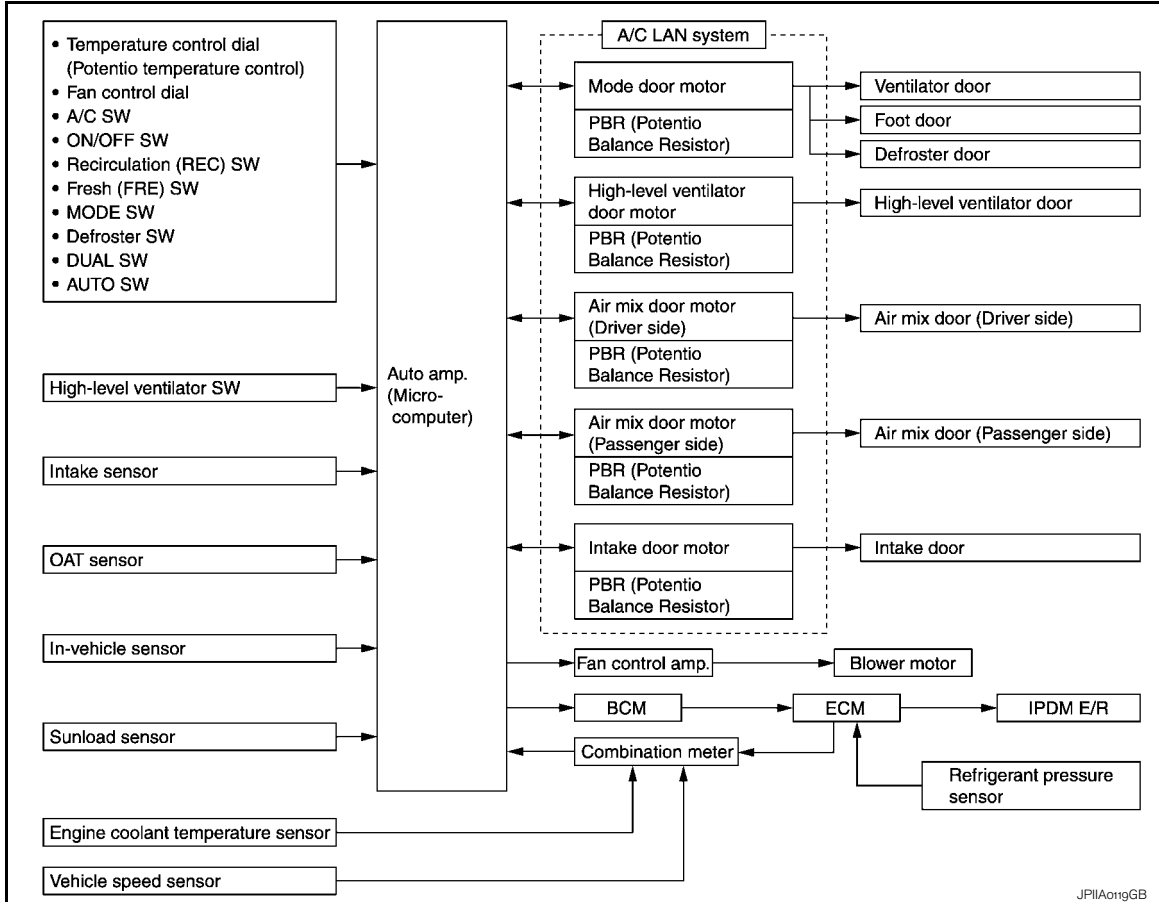 • Temperature control dial
(Potentio temperature control)
• Fan control dial
• A/C SW
• ON/OFF SW
• Recirculation (REC) SW
• Fresh (FRE) SW
• MODE SW
• Defroster SW
• DUAL SW
• AUTO SW
High-level ventilator SW
Intake sensor
OAT sensor
In-vehicle sensor
Sunload sensor
Engine coolant temperature sensor
Vehicle speed sensor
Auto amp.
(Micro-
computer)
A/C LAN system
Mode door motor
PBR (Potentio
Balance Resistor)
High-level ventilator
door motor
PBR (Potentio
Balance Resistor)
Air mix door motor
(Driver side)
PBR (Potentio
Balance Resistor)
Air mix door motor
(Passenger side)
PBR (Potentio
Balance Resistor)
Intake door motor
PBR (Potentio
Balance Resistor)
Ventilator door
Foot door
Defroster door
High-level ventilator door
Air mix door (Driver side)
Air mix door (Passenger side)
Intake door
Fan control amp.
Blower motor
BCM
ECM
IPDM E/R
Combination meter
Refrigerant pressure
sensor
JPIIA0119GB